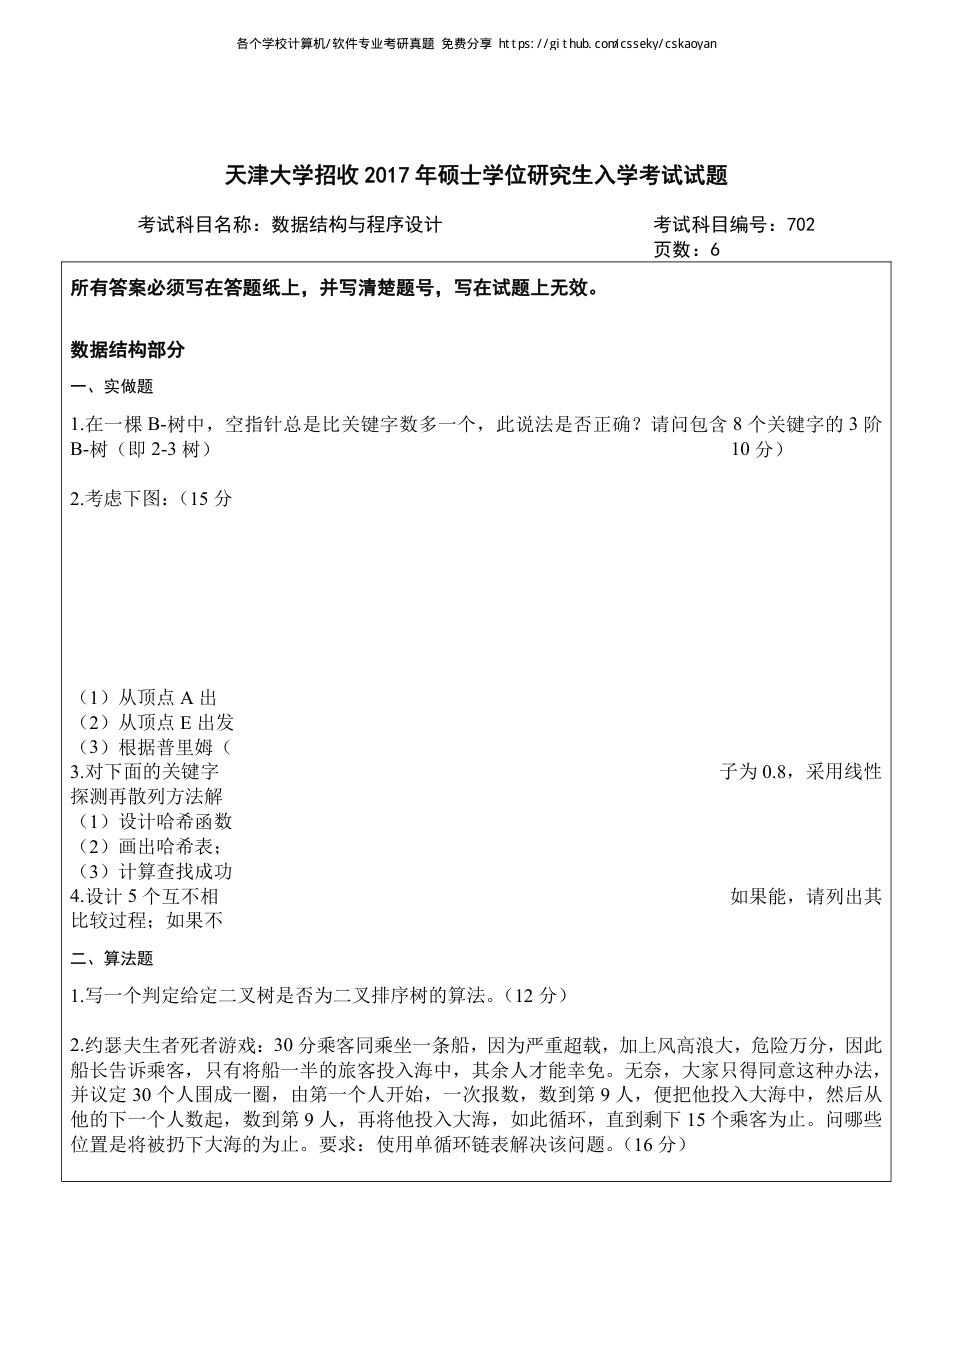 各个学校计算机/软件专业考研真题 免费分享 https://github.com/csseky/cskaoyan
天津大学招收 2017 年硕士学位研究生入学考试试题
考试科目名称：数据结构与程序设计 考试科目编号：702
页数：6
所有答案必须写在答题纸上，并写清楚题号，写在试题上无效。
数据结构部分
一、实做题
1.在一棵 B-树中，空指针总是比关键字数多一个，此说法是否正确？请问包含 8 个关键字的 3 阶
B-树（即 2-3 树） 10 分）
2.考虑下图：（15 分
（1）从顶点 A 出
（2）从顶点 E 出发
（3）根据普里姆（
3.对下面的关键字 子为 0.8，采用线性
探测再散列方法解
（1）设计哈希函数
（2）画出哈希表；
（3）计算查找成功
4.设计 5 个互不相 如果能，请列出其
比较过程；如果不
二、算法题
1.写一个判定给定二叉树是否为二叉排序树的算法。（12 分）
2.约瑟夫生者死者游戏：30 分乘客同乘坐一条船，因为严重超载，加上风高浪大，危险万分，因此
船长告诉乘客，只有将船一半的旅客投入海中，其余人才能幸免。无奈，大家只得同意这种办法，
并议定 30 个人围成一圈，由第一个人开始，一次报数，数到第 9 人，便把他投入大海中，然后从
他的下一个人数起，数到第 9 人，再将他投入大海，如此循环，直到剩下 15 个乘客为止。问哪些
位置是将被扔下大海的为止。要求：使用单循环链表解决该问题。（16 分）